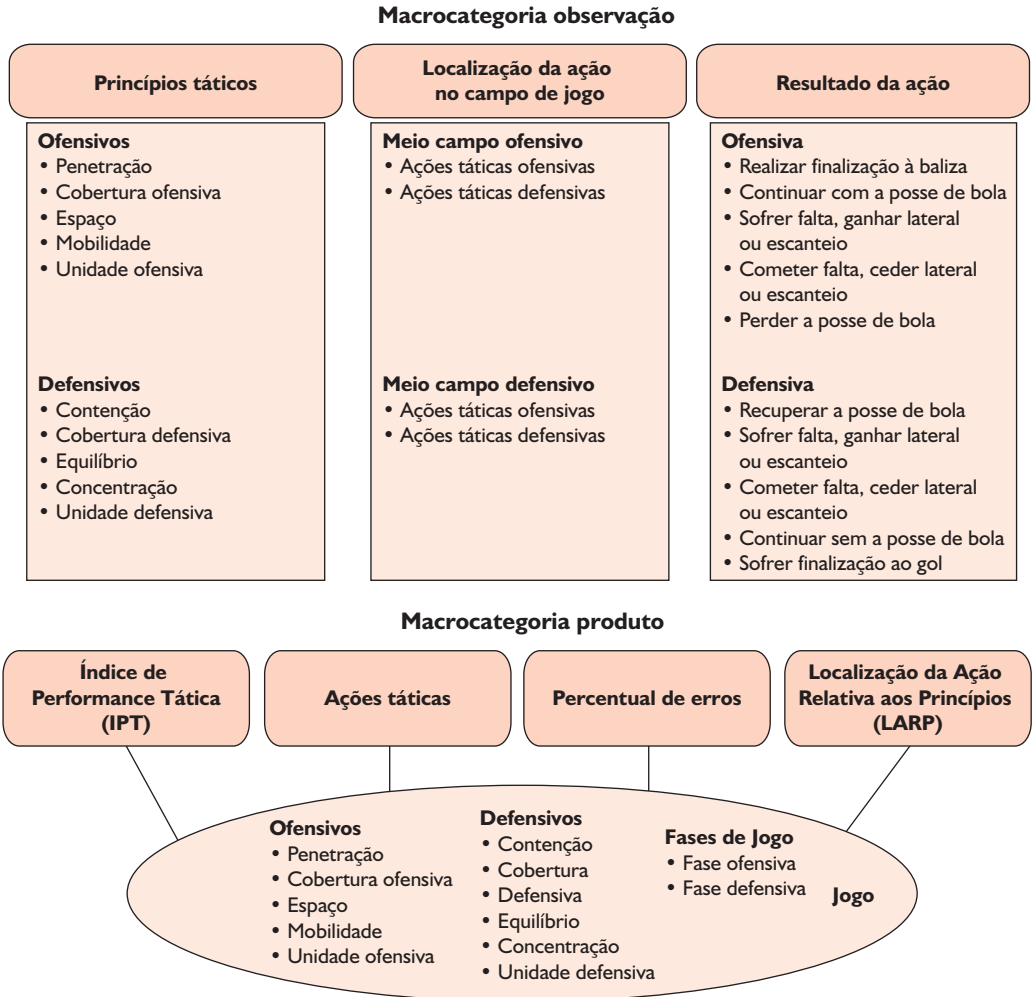 Macrocategoria observação
Princípios táticos
Localização da ação
no campo de jogo
Resultado da ação
Ofensivos
• Penetração
• Cobertura ofensiva
• Espaço
• Mobilidade
• Unidade ofensiva
Defensivos
• Contenção
• Cobertura defensiva
• Equilíbrio
• Concentração
• Unidade defensiva
Meio campo ofensivo
• Ações táticas ofensivas
• Ações táticas defensivas
Meio campo defensivo
• Ações táticas ofensivas
• Ações táticas defensivas
Ofensiva
• Realizar finalização à baliza
• Continuar com a posse de bola
• Sofrer falta, ganhar lateral
ou escanteio
• Cometer falta, ceder lateral
ou escanteio
• Perder a posse de bola
Defensiva
• Recuperar a posse de bola
• Sofrer falta, ganhar lateral
ou escanteio
• Cometer falta, ceder lateral
ou escanteio
• Continuar sem a posse de bola
• Sofrer finalização ao gol
Macrocategoria produto
Índice de
Performance Tática
(IPT)
Ações táticas
Percentual de erros
Localização da Ação
Relativa aos Princípios
(LARP)
Ofensivos
• Penetração
• Cobertura ofensiva
• Espaço
• Mobilidade
• Unidade ofensiva
Defensivos
• Contenção
• Cobertura
• Defensiva
• Equilíbrio
• Concentração
• Unidade defensiva
Fases de Jogo
• Fase ofensiva
• Fase defensiva
Jogo